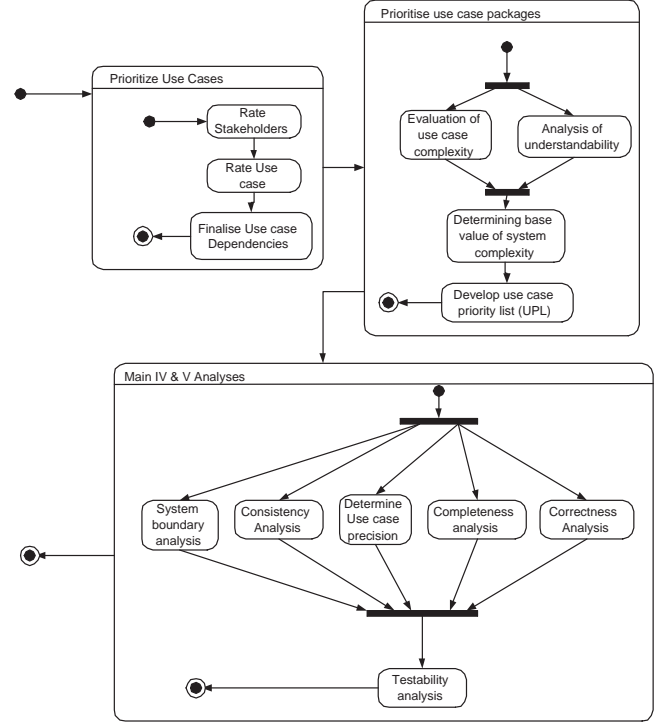 Prioritise use case packages
Prioritize Use Cases
Rate
Stakeholders
Rate Use
case
Finalise Use case
Dependencies
Evaluation of
use case
complexity
Analysis of
understandability
Determining base
value of system
complexity
Develop use case
priority list (UPL)
Main IV & V Analyses
System
boundary
analysis
Consistency
Analysis
Determine
Use case
precision
Completeness
analysis
Correctness
Analysis
Testability
analysis